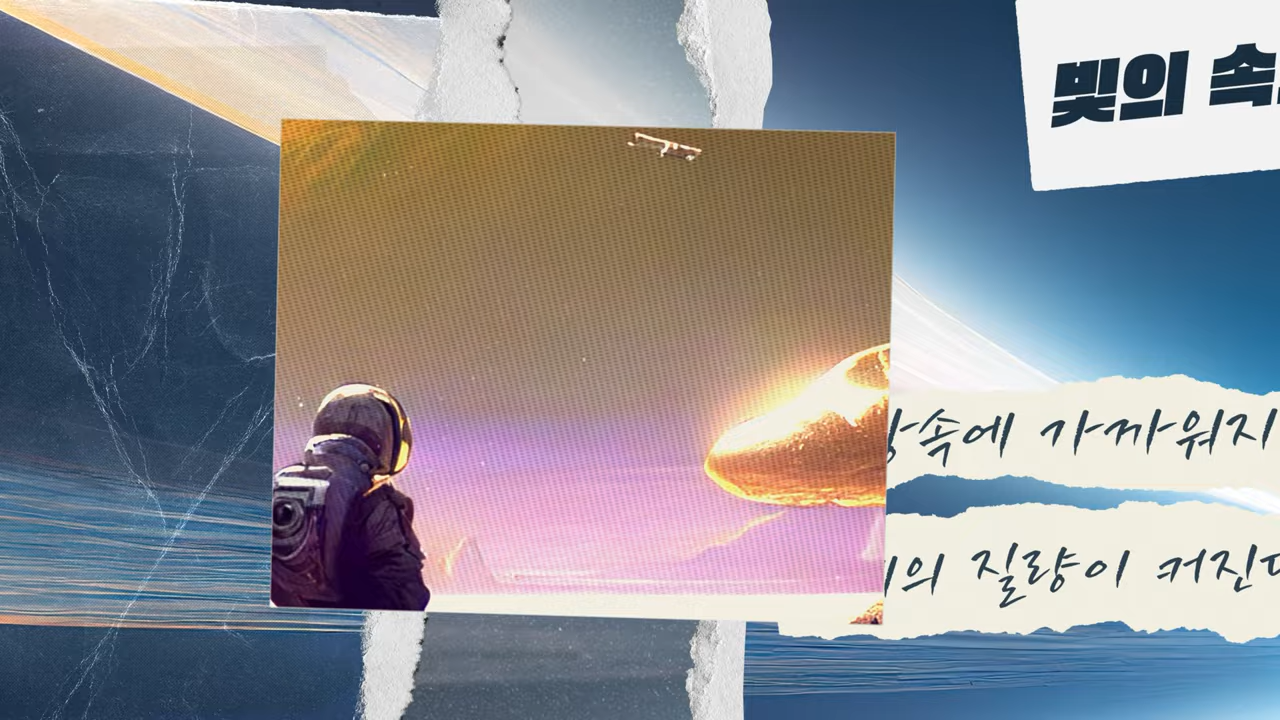 빛의 속
속에 가까워지
의 질량이 커진